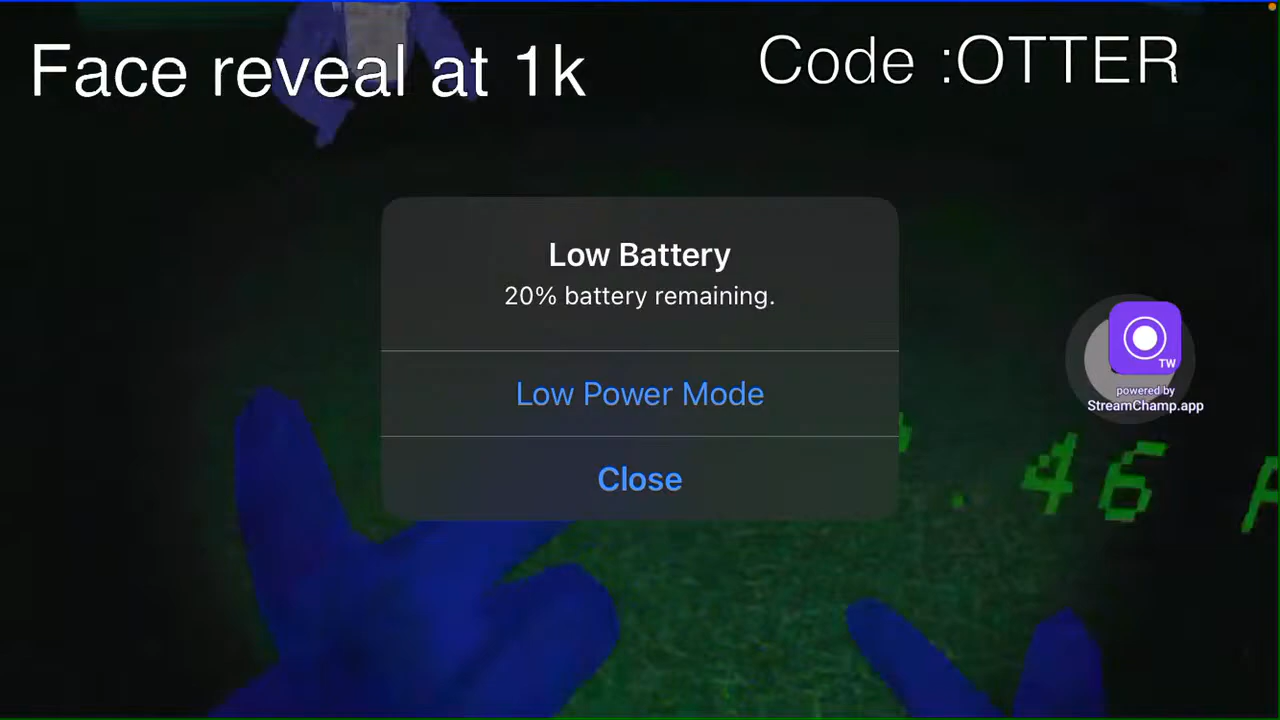 Face reveal at 1k
Code :OTTER
Low Battery
20% battery remaining.
Low Power Mode
Close
TW
powered by
StreamChamp.app
46